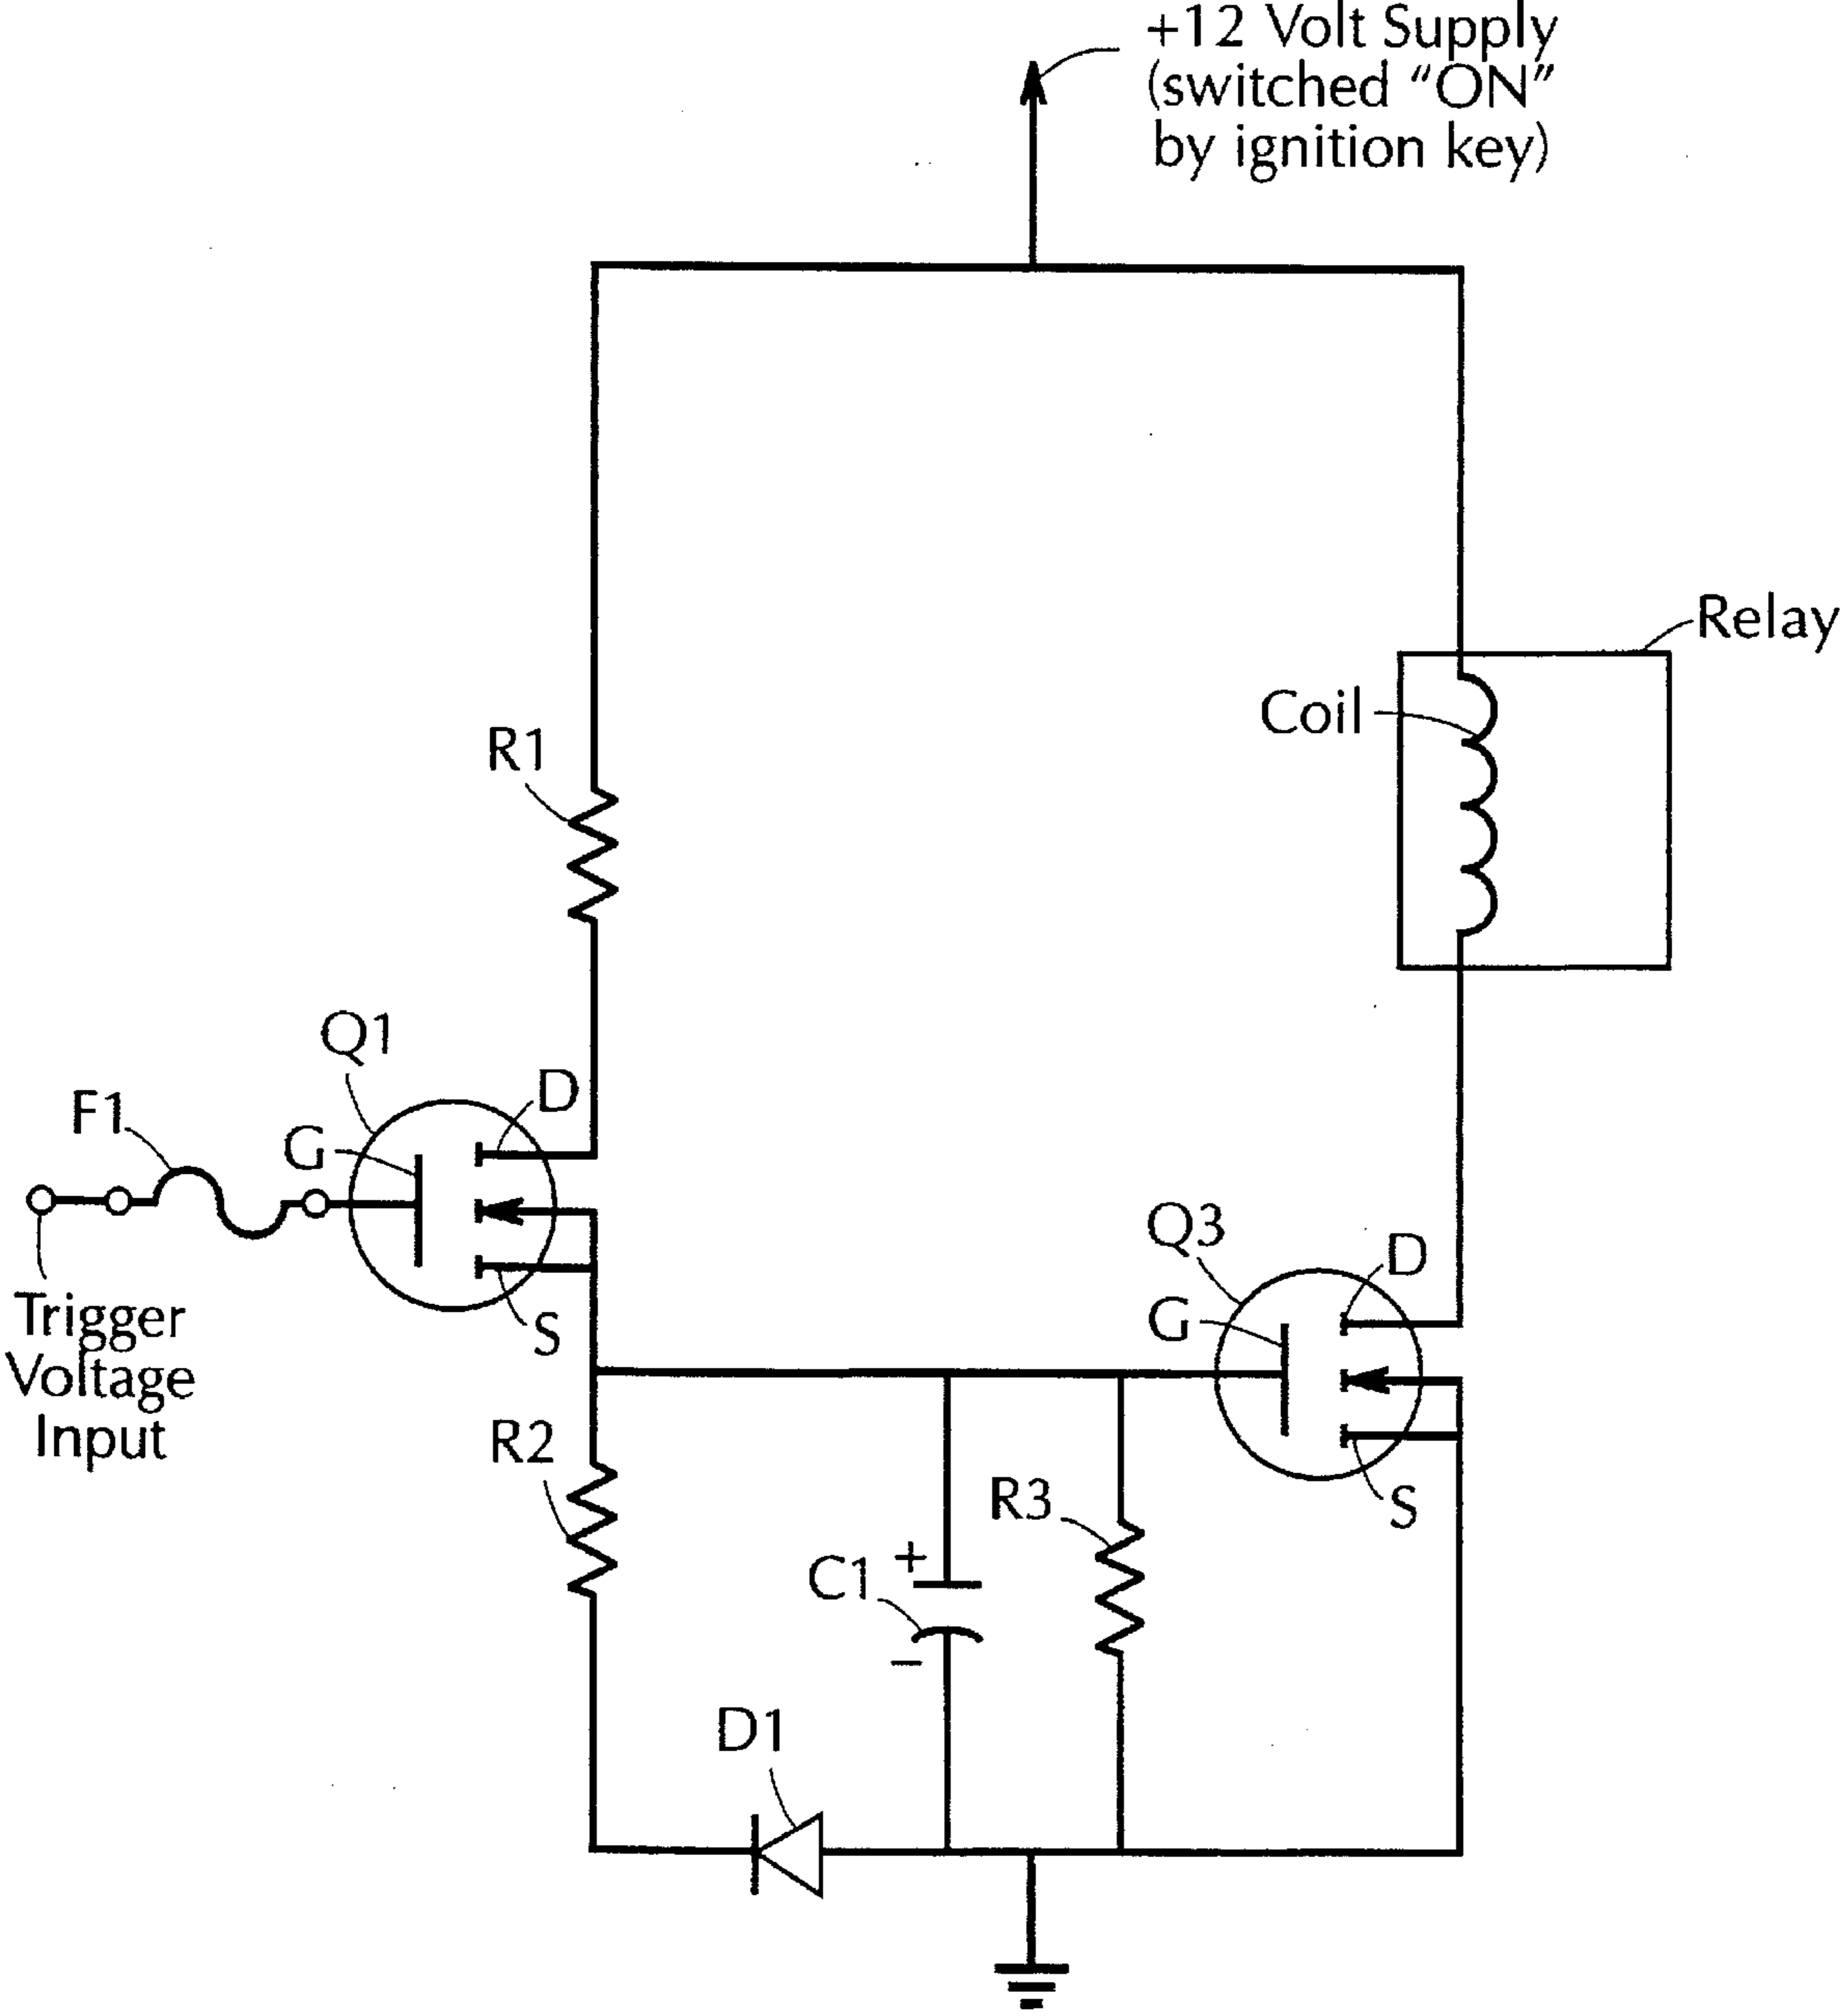 +12 Volt Supply
(switched “ON”
by ignition key)
Relay
Coil
R1
Q1
D
F1
G
S
Trigger
Voltage
Input
Q3
D
G
S
R2
R3
+
C1
−
D1